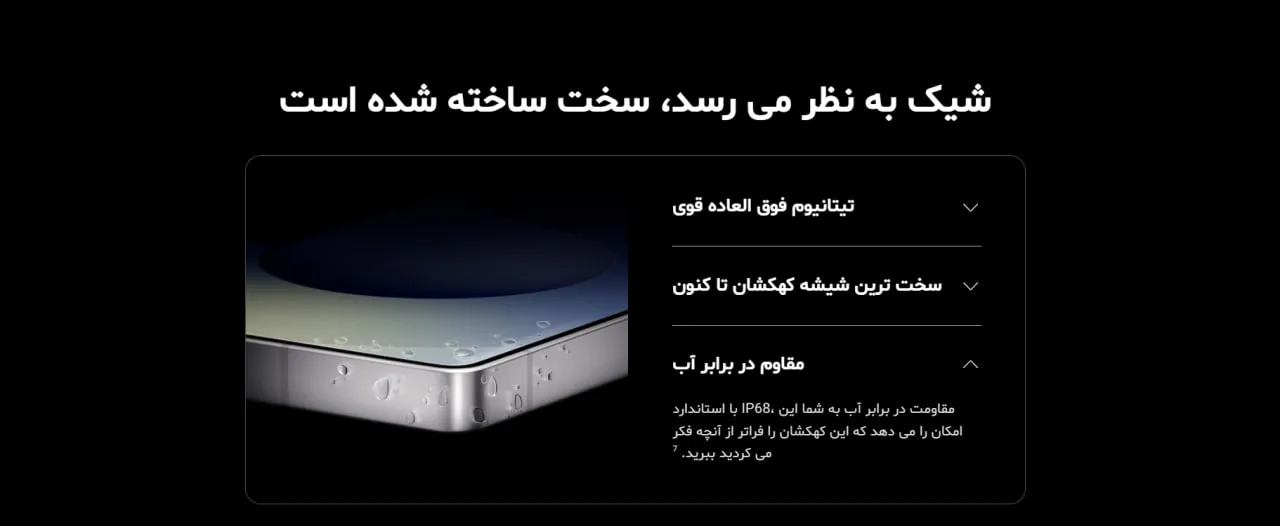 شیک به نظر می رسد، سخت ساخته شده است
تیتانیوم فوق العاده قوی
سخت ترین شیشه کهکشان تا کنون
مقاوم در برابر آب
با استاندارد IP68، مقاومت در برابر آب به شما این
امکان را می دهد که این کهکشان را فراتر از آنچه فکر
می کردید ببرید. 7